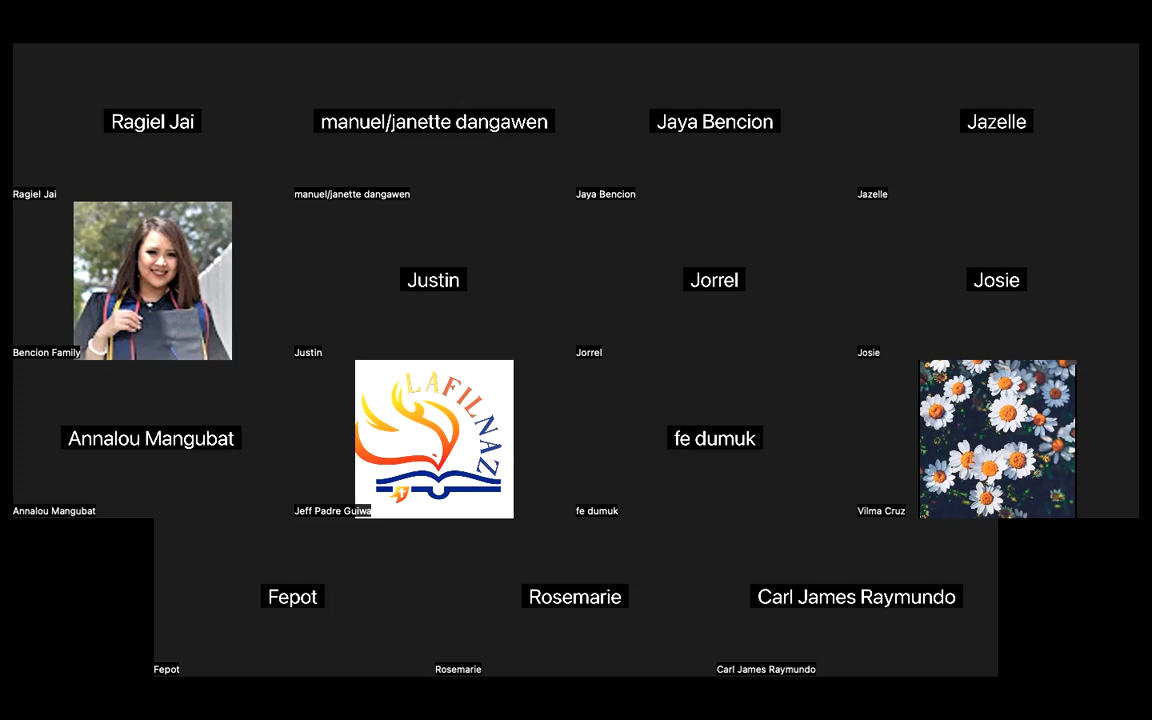 Ragiel Jai
manuel/janette dangawen
Jaya Bencion
Jazelle
Ragiel Jai
manuel/janette dangawen
Jaya Bencion
Jazelle
Justin
Jorrel
Josie
Bencion Family
Justin
Jorrel
Josie
LAFILNAZ
Annalou Mangubat
fe dumuk
Annalou Mangubat
Jeff Padre Guiwa
fe dumuk
Vilma Cruz
Fepot
Rosemarie
Carl James Raymundo
Fepot
Rosemarie
Carl James Raymundo